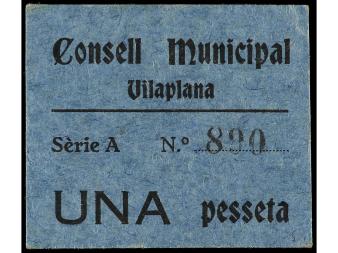 Consell Municipal
Vilaplana
Sèrie A N.º 890
UNA pesseta